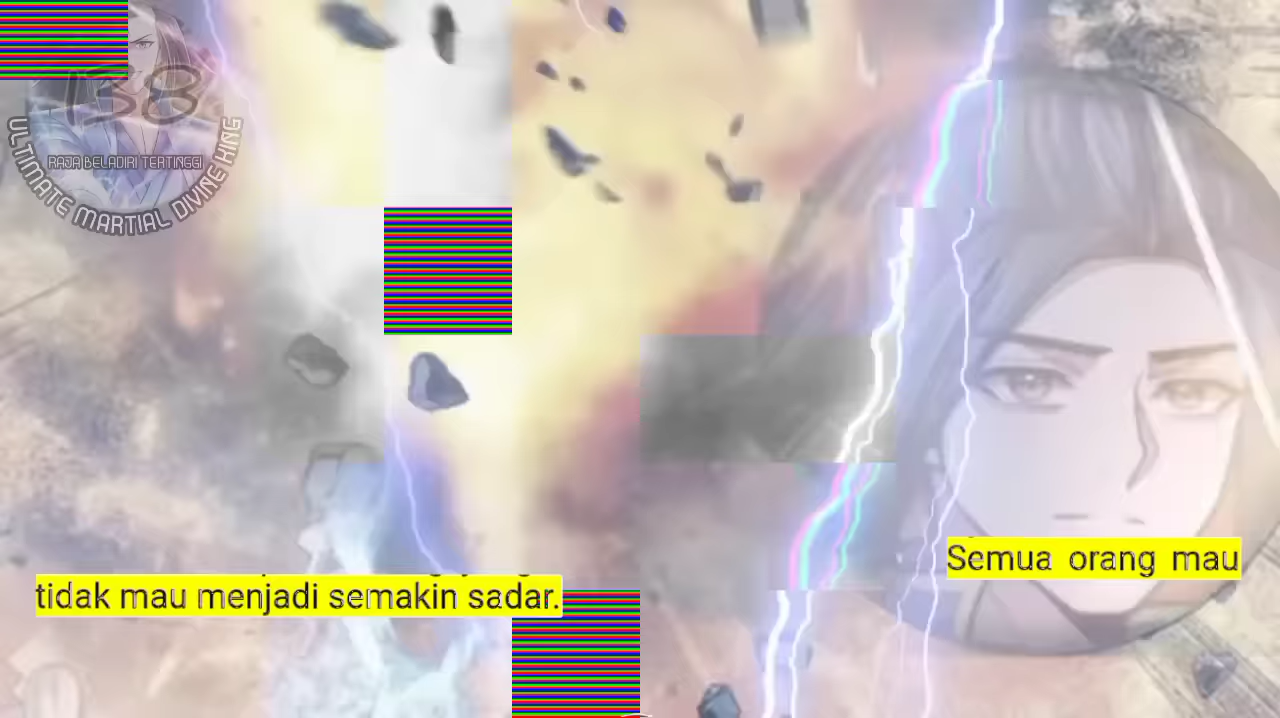 138
RAJA BELADIRI TERTINGGI
ULTIMATE MARTIAL DIVINE KING
tidak mau menjadi semakin sadar.
Semua orang mau